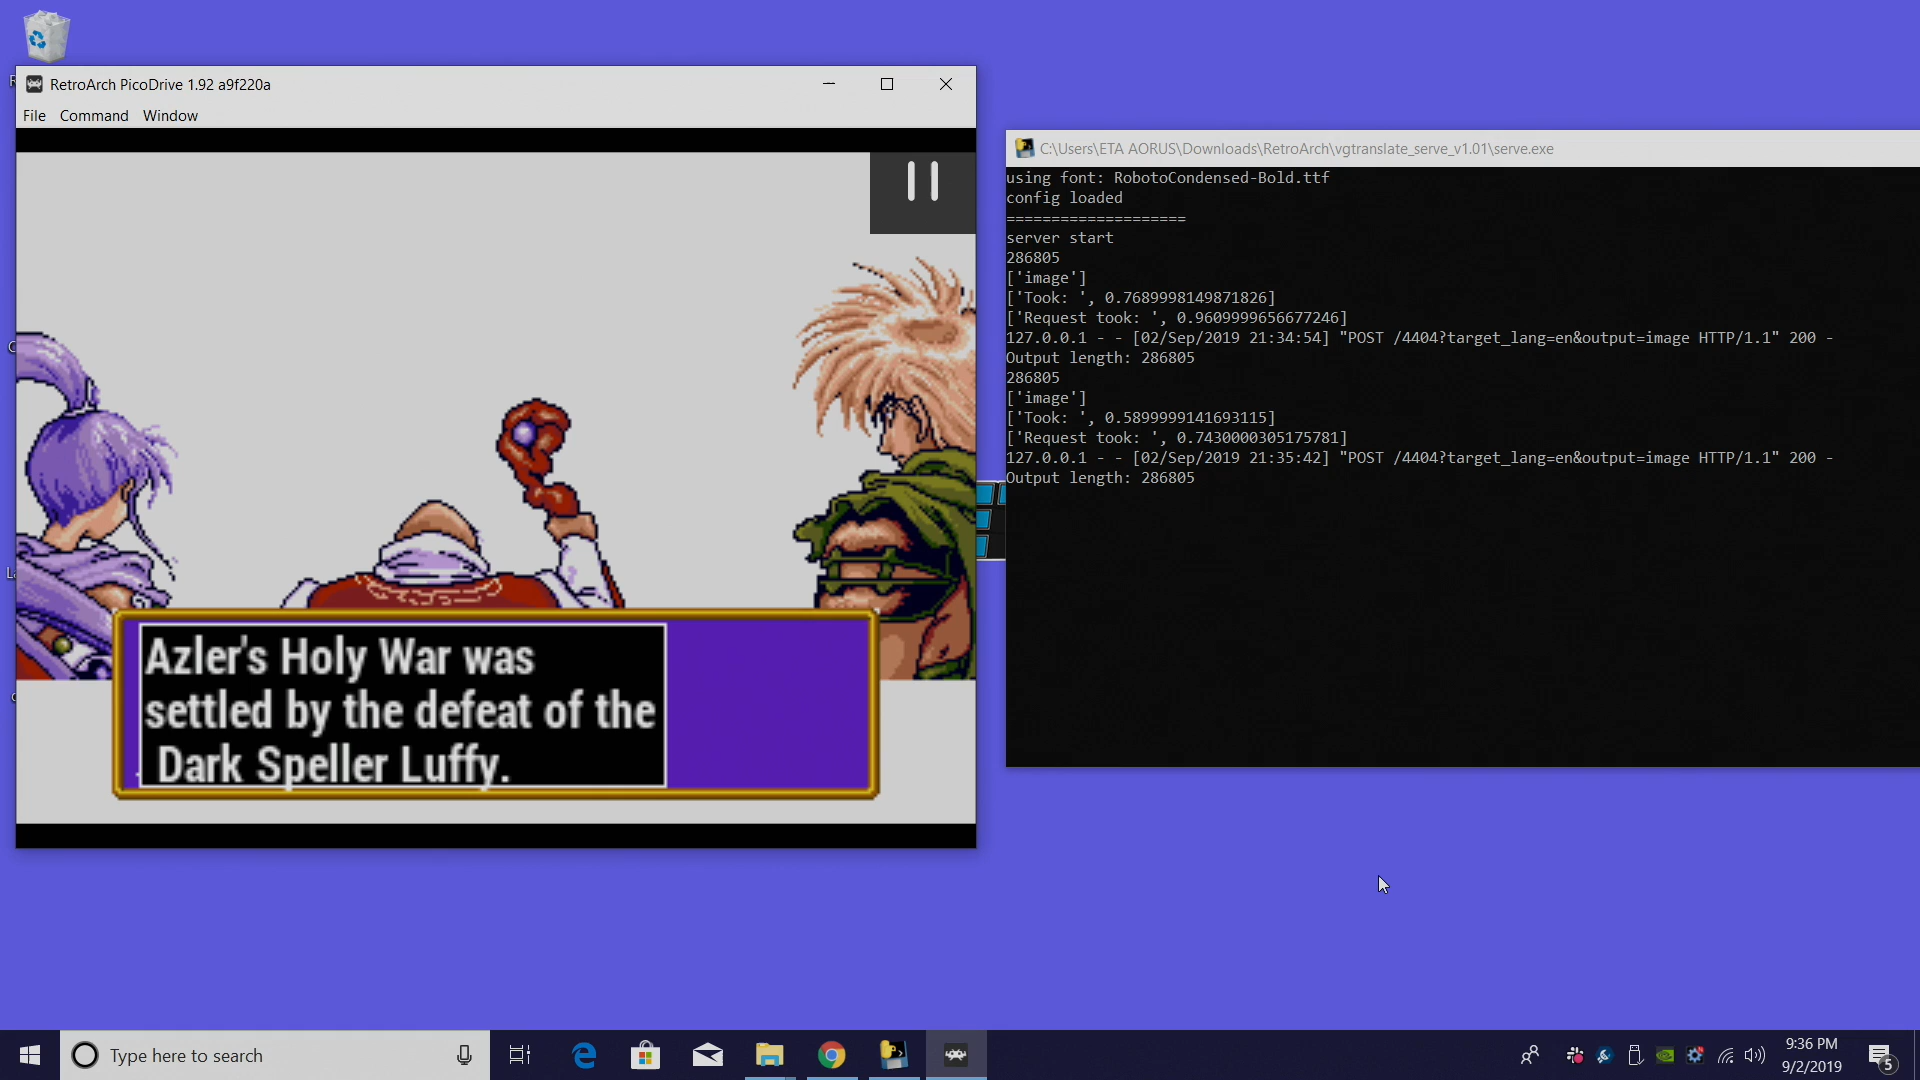 RetroArch PicoDrive 1.92 a9f220a
File Command Window
Azler's Holy War was
settled by the defeat of the
Dark Speller Luffy.
C:\Users\ETA AORUS\Downloads\RetroArch\vgtranslate_serve_v1.01\serve.exe
using font: RobotoCondensed-Bold.ttf
config loaded
====================
server start
286805
['image']
['Took: ', 0.7689998149871826]
['Request took: ', 0.9609999656677246]
127.0.0.1 - - [02/Sep/2019 21:34:54] "POST /4404?target_lang=en&output=image HTTP/1.1" 200 -
Output length: 286805
286805
['image']
['Took: ', 0.5899999141693115]
['Request took: ', 0.7430000305175781]
127.0.0.1 - - [02/Sep/2019 21:35:42] "POST /4404?target_lang=en&output=image HTTP/1.1" 200 -
Output length: 286805
Type here to search
9:36 PM
9/2/2019
5